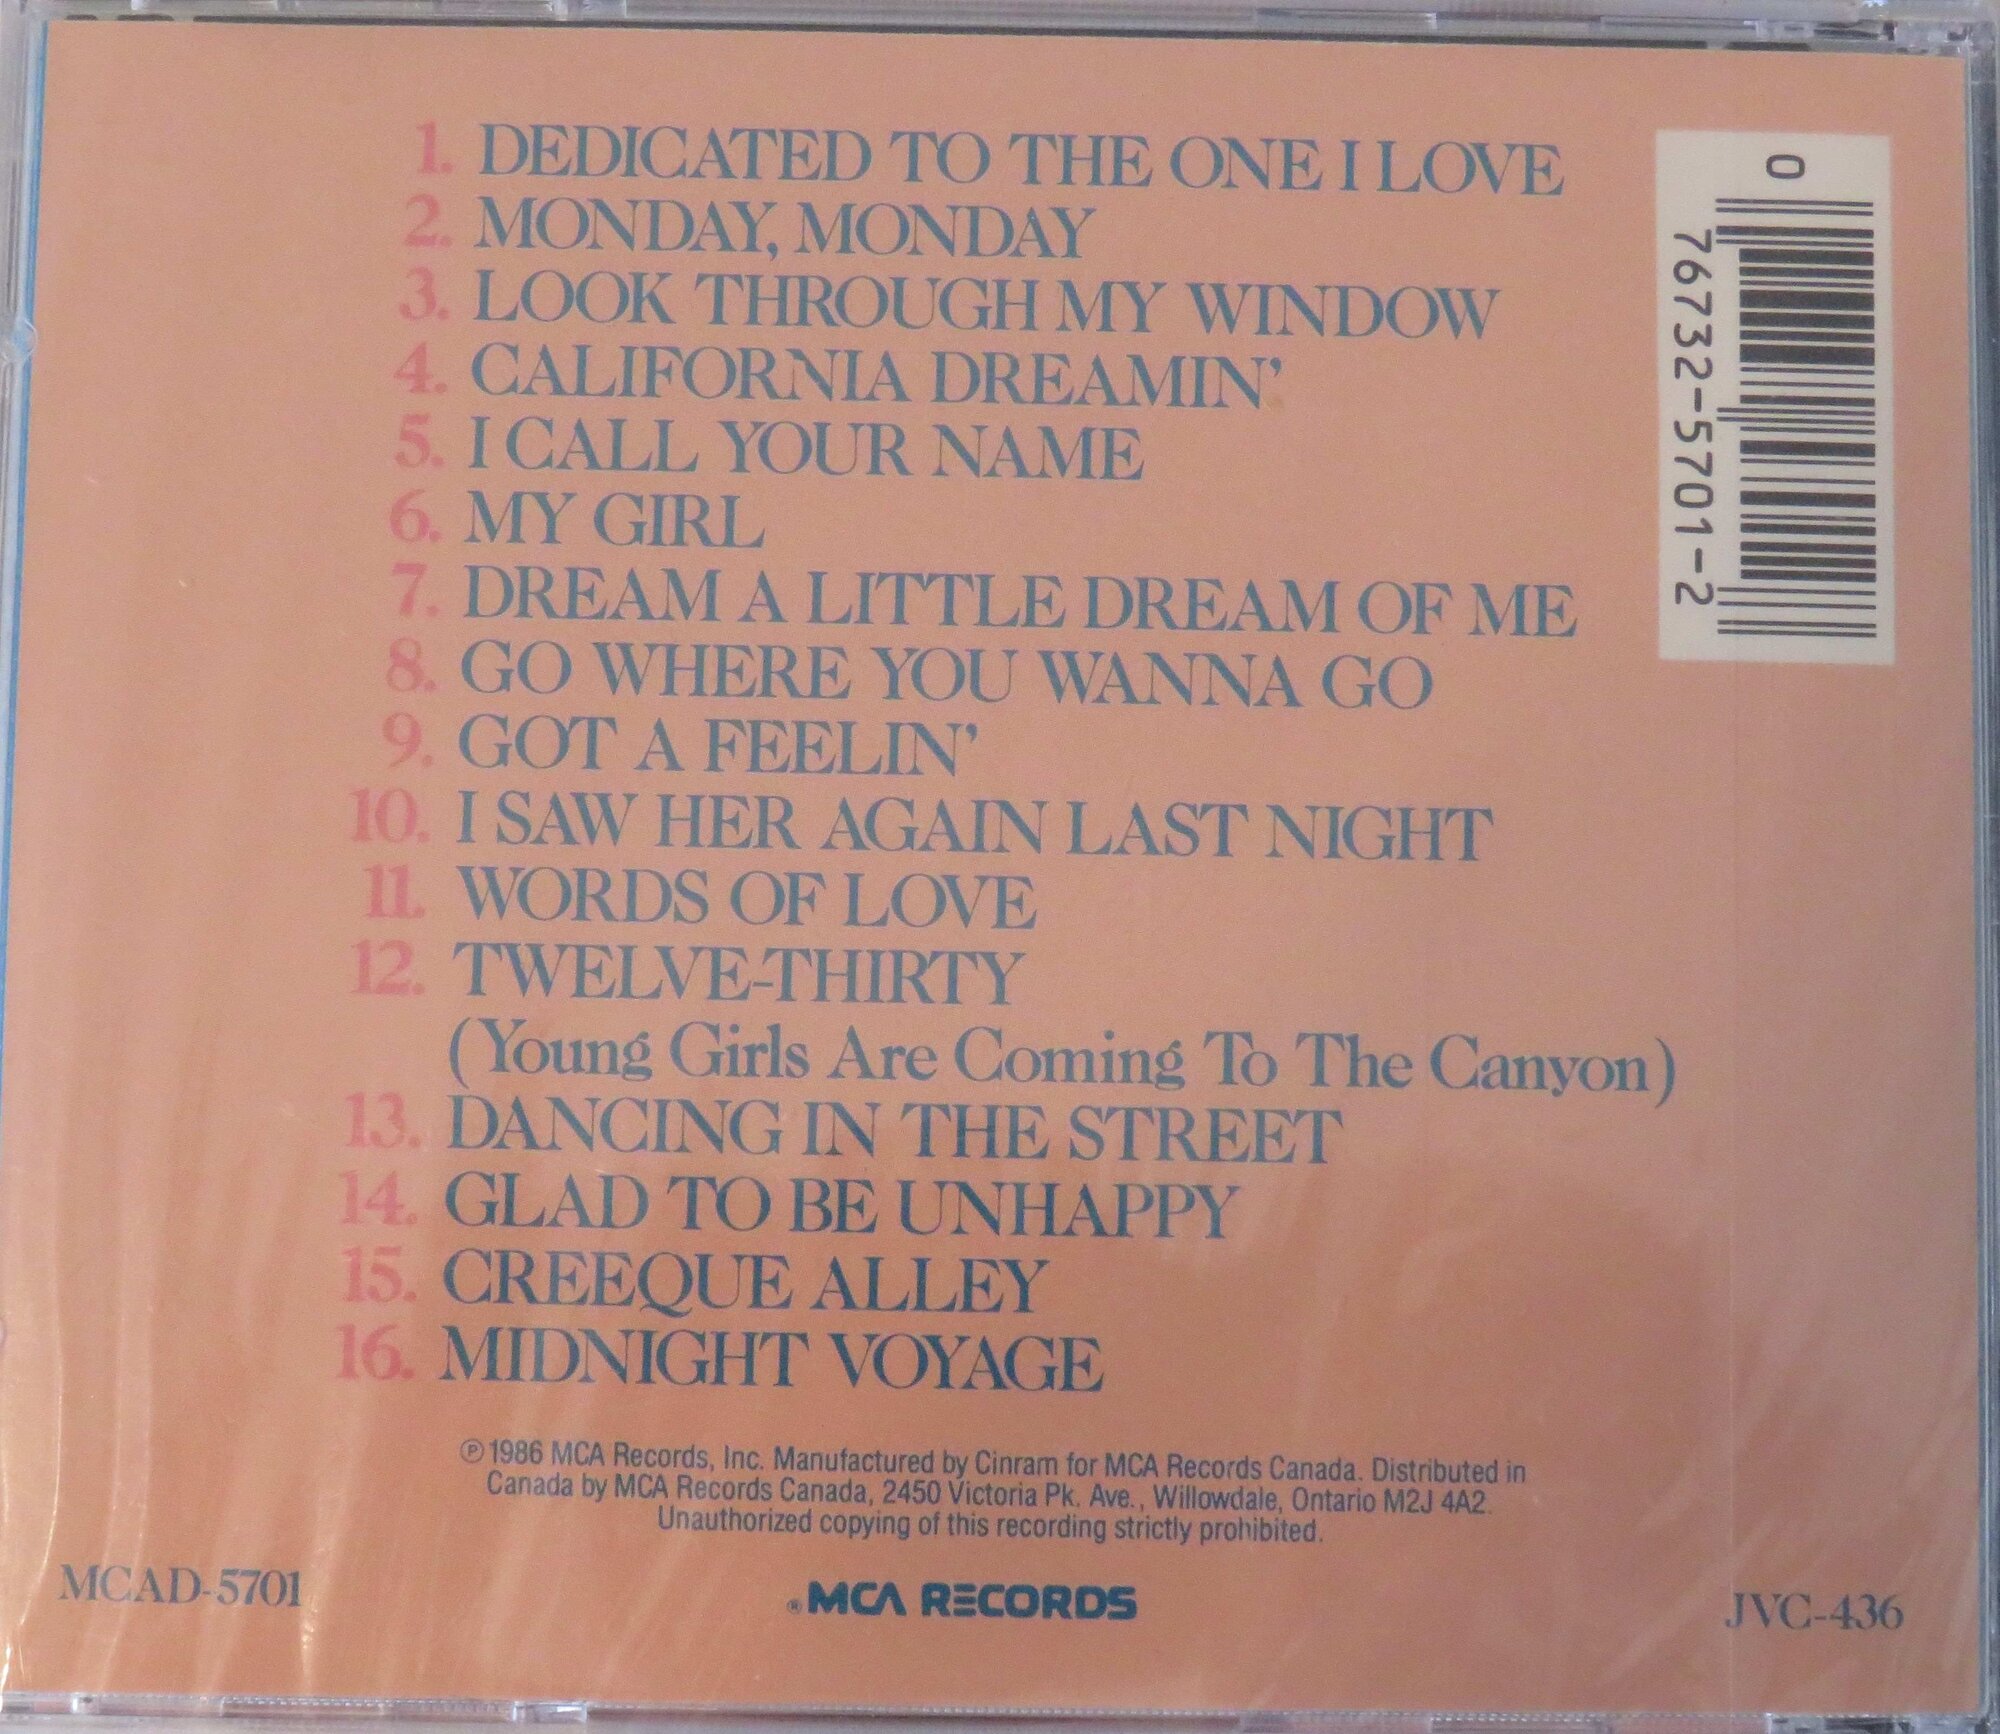 1. DEDICATED TO THE ONE I LOVE
2. MONDAY, MONDAY
3. LOOK THROUGH MY WINDOW
4. CALIFORNIA DREAMIN'
5. I CALL YOUR NAME
6. MY GIRL
7. DREAM A LITTLE DREAM OF ME
8. GO WHERE YOU WANNA GO
9. GOT A FEELIN'
10. I SAW HER AGAIN LAST NIGHT
11. WORDS OF LOVE
12. TWELVE-THIRTY
(Young Girls Are Coming To The Canyon)
13. DANCING IN THE STREET
14. GLAD TO BE UNHAPPY
15. CREEQUE ALLEY
16. MIDNIGHT VOYAGE
℗ 1986 MCA Records, Inc. Manufactured by Cinram for MCA Records Canada. Distributed in
Canada by MCA Records Canada, 2450 Victoria Pk. Ave., Willowdale, Ontario M2J 4A2.
Unauthorized copying of this recording strictly prohibited.
MCAD-5701
® MCA RECORDS
JVC-436
0
76732-5701-2